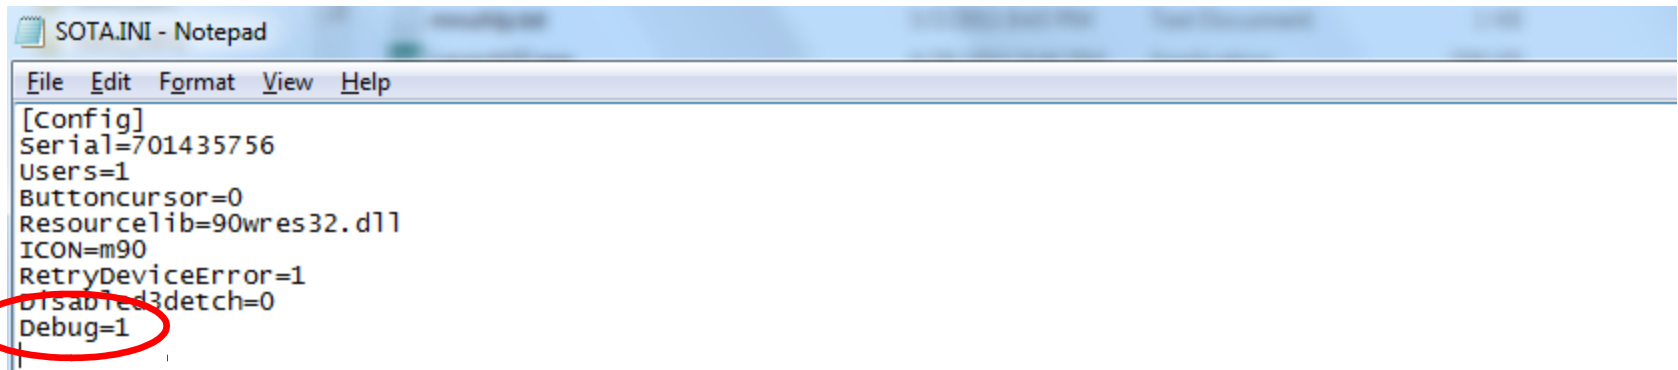 SOTA.INI - Notepad
File Edit Format View Help
[Config]
Serial=701435756
Users=1
Buttoncursor=0
Resourcelib=90wres32.dll
ICON=m90
RetryDeviceError=1
Disabled3detch=0
Debug=1